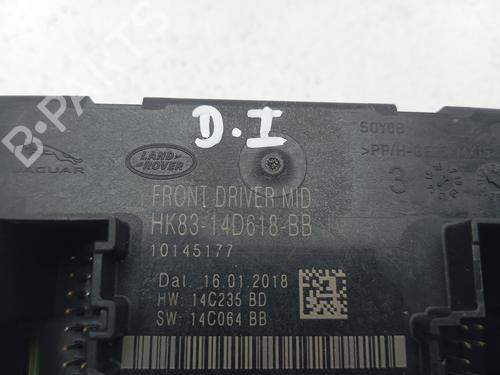 D.I
B-PARTS
SOY08
JAGUAR
LAND
ROVER
3
FRONT DRIVER MID
HK83-14D618-BB
10145177
Dat. 16.01.2018
HW: 14C235 BD
SW: 14C064 BB